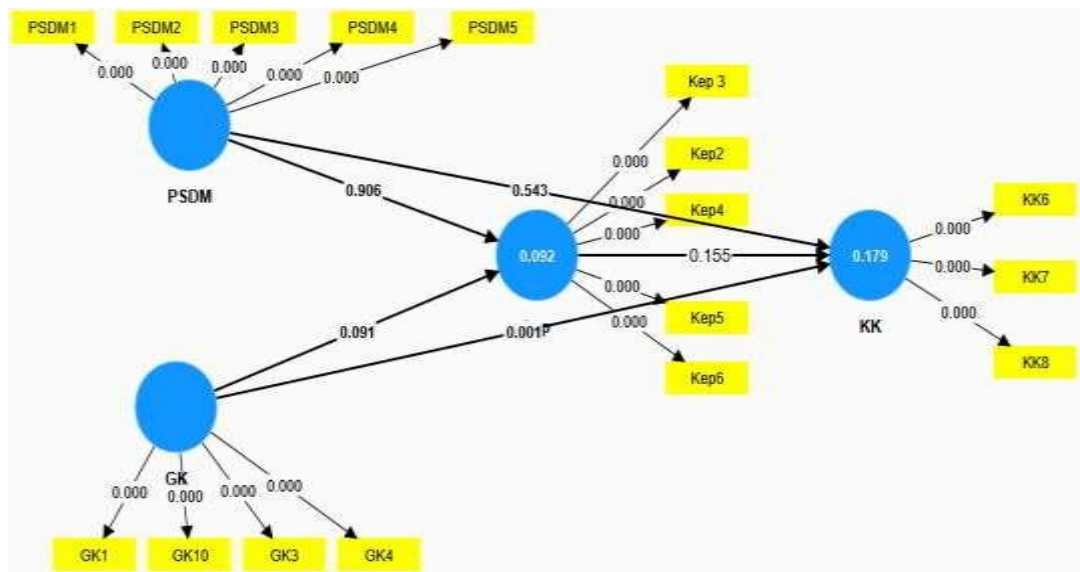 PSDM1 PSDM2 PSDM3 PSDM4 PSDM5
0.000 0.000 0.000 0.000 0.000
Kep 3
PSDM
0.000
Kep2
0.906 0.543
0.000
Kep4
KK6
0.000
0.000
0.092
0.155
0.179
0.000
KK7
0.000
Kep5
KK
0.000
0.091
0.001P
0.000
KK8
Kep6
GK
0.000 0.000 0.000 0.000
GK1 GK10 GK3 GK4